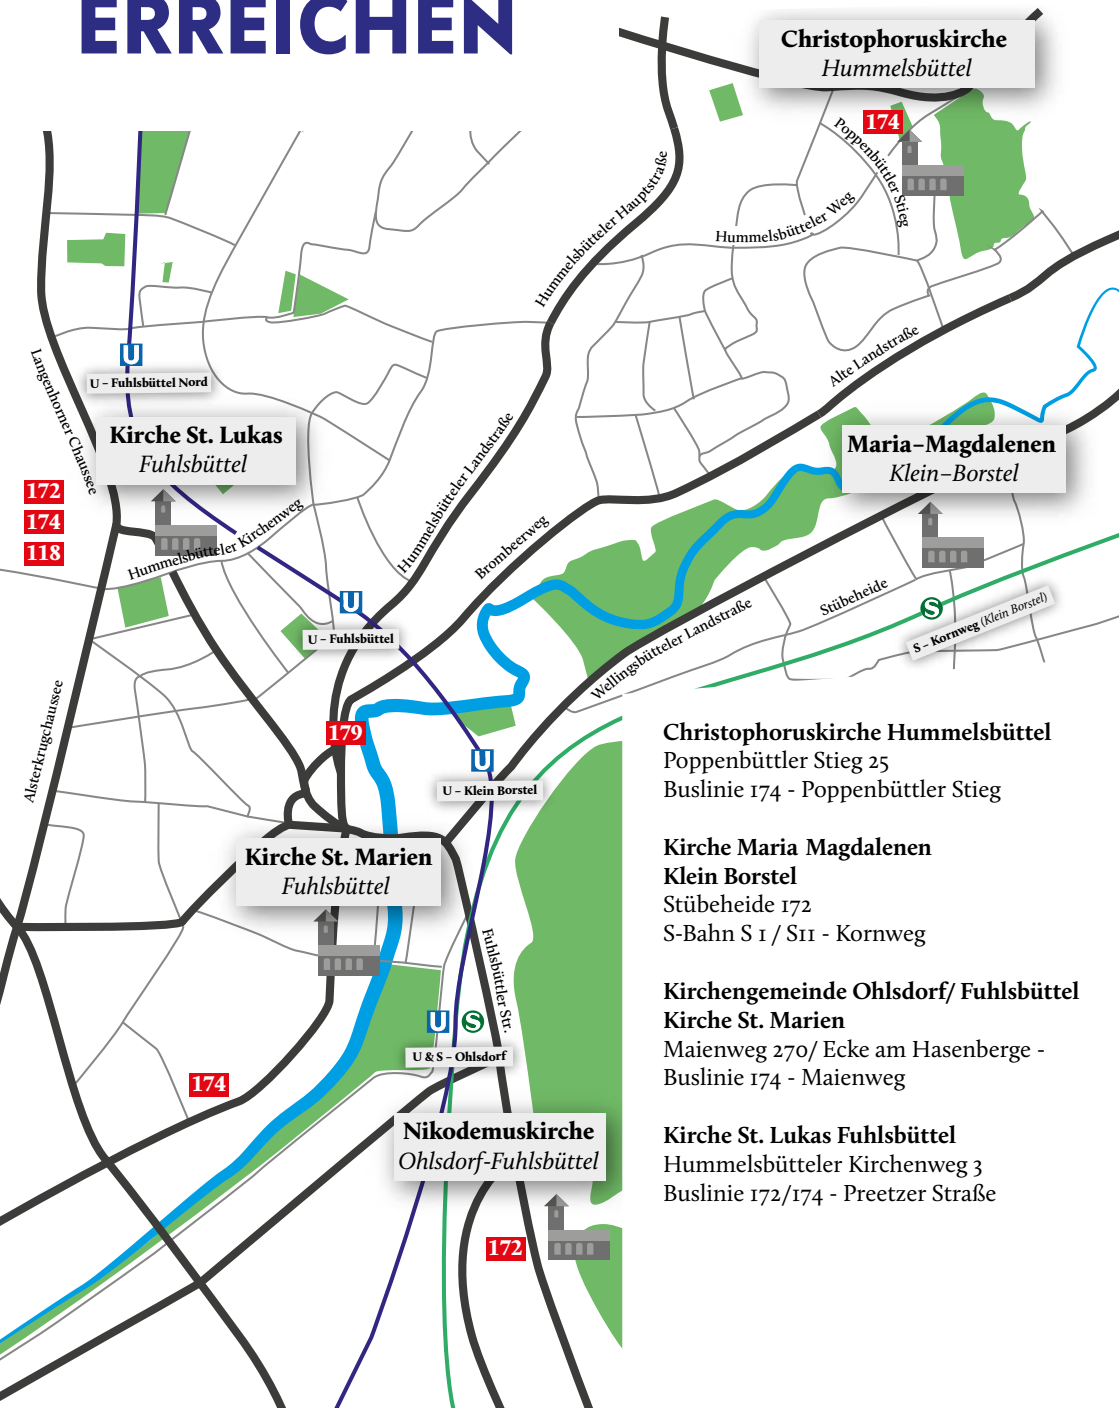 ERREICHEN
Christophoruskirche
Hummelsbüttel
174
Poppenbüttler Stieg
Hummelsbütteler Hauptstraße
Hummelsbütteler Weg
Langenhorner Chaussee
U – Fuhlsbüttel Nord
U
Alte Landstraße
Kirche St. Lukas
Fuhlsbüttel
Maria–Magdalenen
Klein–Borstel
172
174
118
Hummelsbütteler Kirchenweg
Hummelsbütteler Landstraße
Brombeerweg
U
U – Fuhlsbüttel
Stübeheide
S
S – Kornweg (Klein Borstel)
Wellingsbütteler Landstraße
Alsterkrugchaussee
179
U
U – Klein Borstel
Kirche St. Marien
Fuhlsbüttel
Fuhlsbüttler Str.
U S
U & S – Ohlsdorf
174
Nikodemuskirche
Ohlsdorf-Fuhlsbüttel
172
Christophoruskirche Hummelsbüttel
Poppenbüttler Stieg 25
Buslinie 174 - Poppenbüttler Stieg
Kirche Maria Magdalenen
Klein Borstel
Stübeheide 172
S-Bahn S 1 / S11 - Kornweg
Kirchengemeinde Ohlsdorf/ Fuhlsbüttel
Kirche St. Marien
Maienweg 270/ Ecke am Hasenberge -
Buslinie 174 - Maienweg
Kirche St. Lukas Fuhlsbüttel
Hummelsbütteler Kirchenweg 3
Buslinie 172/174 - Preetzer Straße